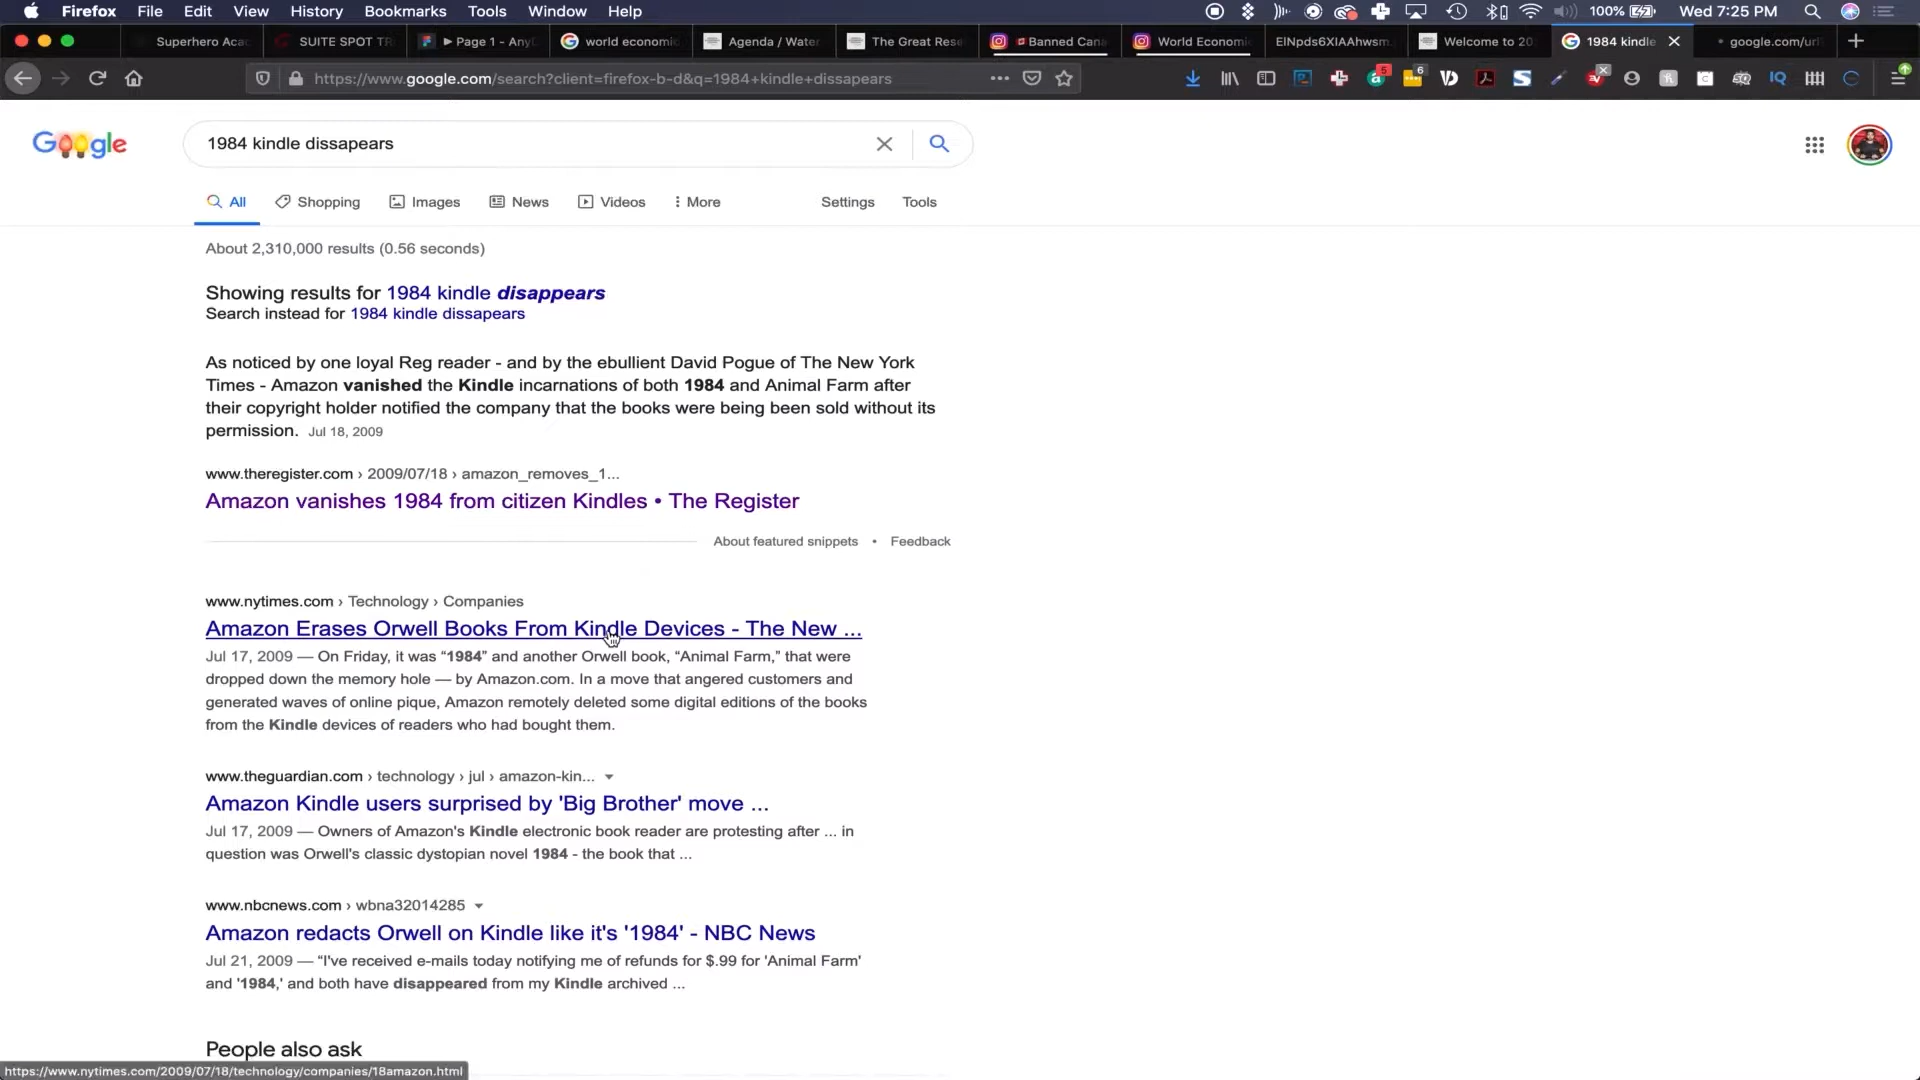 Firefox File Edit View History Bookmarks Tools Window Help 100% Wed 7:25 PM
Superhero Aca SUITE SPOT TR ▶ Page 1 - Any world economic Agenda / Water The Great Rese Banned Cana World Economi ElNpds6XIAAhwsm Welcome to 20 1984 kindle google.com/url
https://www.google.com/search?client=firefox-b-d&q=1984+kindle+dissapears 5 6
Google
1984 kindle dissapears
All Shopping Images News Videos More Settings Tools
About 2,310,000 results (0.56 seconds)
Showing results for 1984 kindle disappears
Search instead for 1984 kindle dissapears
As noticed by one loyal Reg reader - and by the ebullient David Pogue of The New York
Times - Amazon vanished the Kindle incarnations of both 1984 and Animal Farm after
their copyright holder notified the company that the books were being been sold without its
permission. Jul 18, 2009
www.theregister.com › 2009/07/18 › amazon_removes_1...
Amazon vanishes 1984 from citizen Kindles • The Register
About featured snippets • Feedback
www.nytimes.com › Technology › Companies
Amazon Erases Orwell Books From Kindle Devices - The New ...
Jul 17, 2009 — On Friday, it was “1984” and another Orwell book, “Animal Farm,” that were
dropped down the memory hole — by Amazon.com. In a move that angered customers and
generated waves of online pique, Amazon remotely deleted some digital editions of the books
from the Kindle devices of readers who had bought them.
www.theguardian.com › technology › jul › amazon-kin...
Amazon Kindle users surprised by 'Big Brother' move ...
Jul 17, 2009 — Owners of Amazon's Kindle electronic book reader are protesting after ... in
question was Orwell's classic dystopian novel 1984 - the book that ...
www.nbcnews.com › wbna32014285
Amazon redacts Orwell on Kindle like it's '1984' - NBC News
Jul 21, 2009 — “I've received e-mails today notifying me of refunds for $.99 for 'Animal Farm'
and '1984,' and both have disappeared from my Kindle archived ...
People also ask
https://www.nytimes.com/2009/07/18/technology/companies/18amazon.html